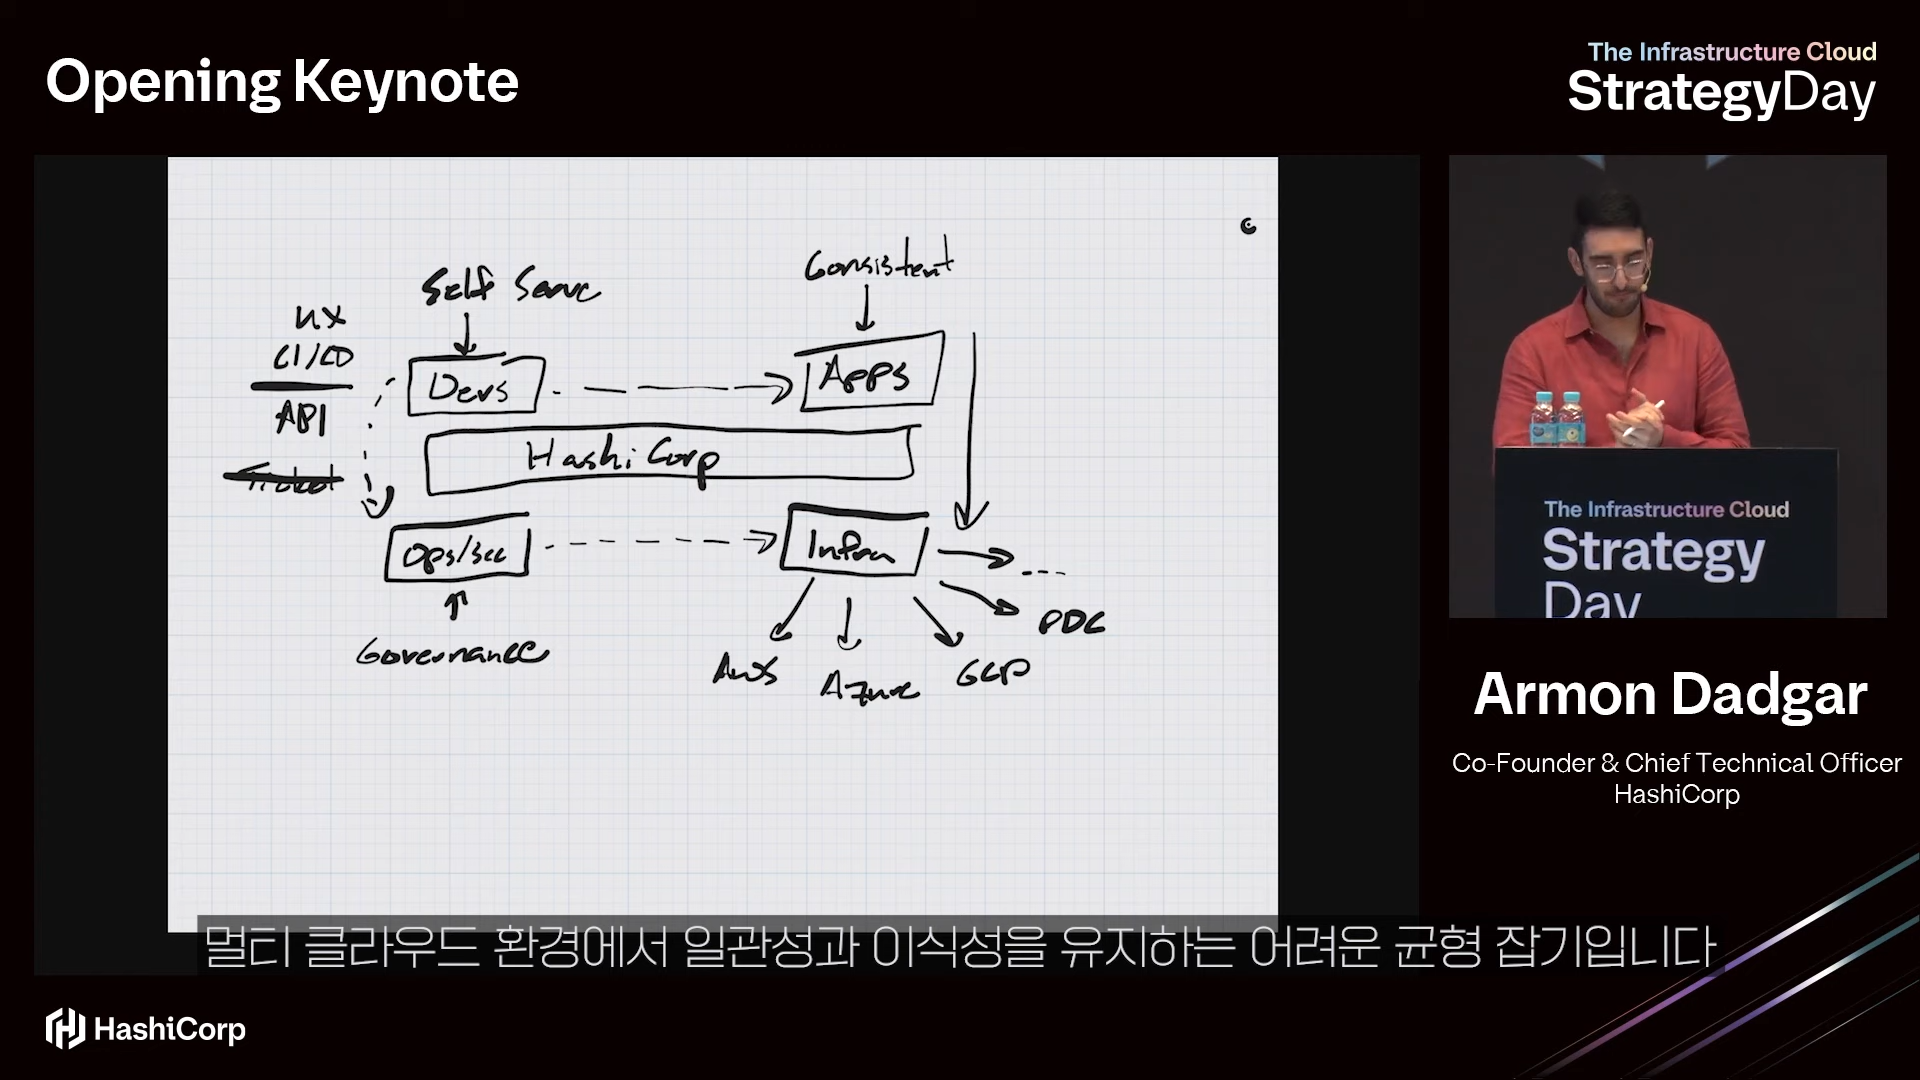 Opening Keynote
The Infrastructure Cloud
StrategyDay
Self Serve
Consistent
UX
CI/CD
API
Ticket
Devs
Apps
HashiCorp
Ops/Sec
Infra
Governance
AWS
Azure
GCP
PDC
...
The Infrastructure Cloud
Strategy
Day
Armon Dadgar
Co-Founder & Chief Technical Officer
HashiCorp
멀티 클라우드 환경에서 일관성과 이식성을 유지하는 어려운 균형 잡기입니다
HashiCorp